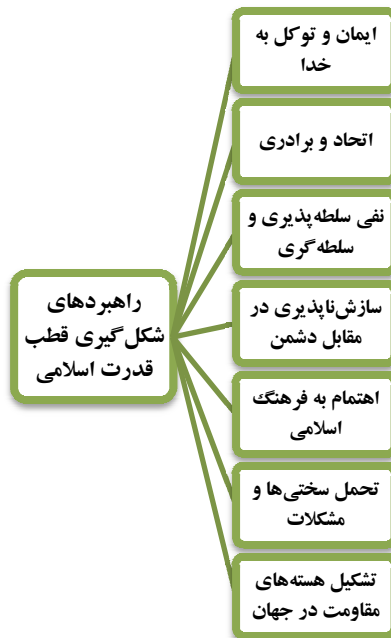 راهبردهای
شکل‌گیری قطب
قدرت اسلامی
ایمان و توکل به
خدا
اتحاد و برادری
نفی سلطه‌پذیری و
سلطه‌گری
سازش‌ناپذیری در
مقابل دشمن
اهتمام به فرهنگ
اسلامی
تحمل سختی‌ها و
مشکلات
تشکیل هسته‌های
مقاومت در جهان